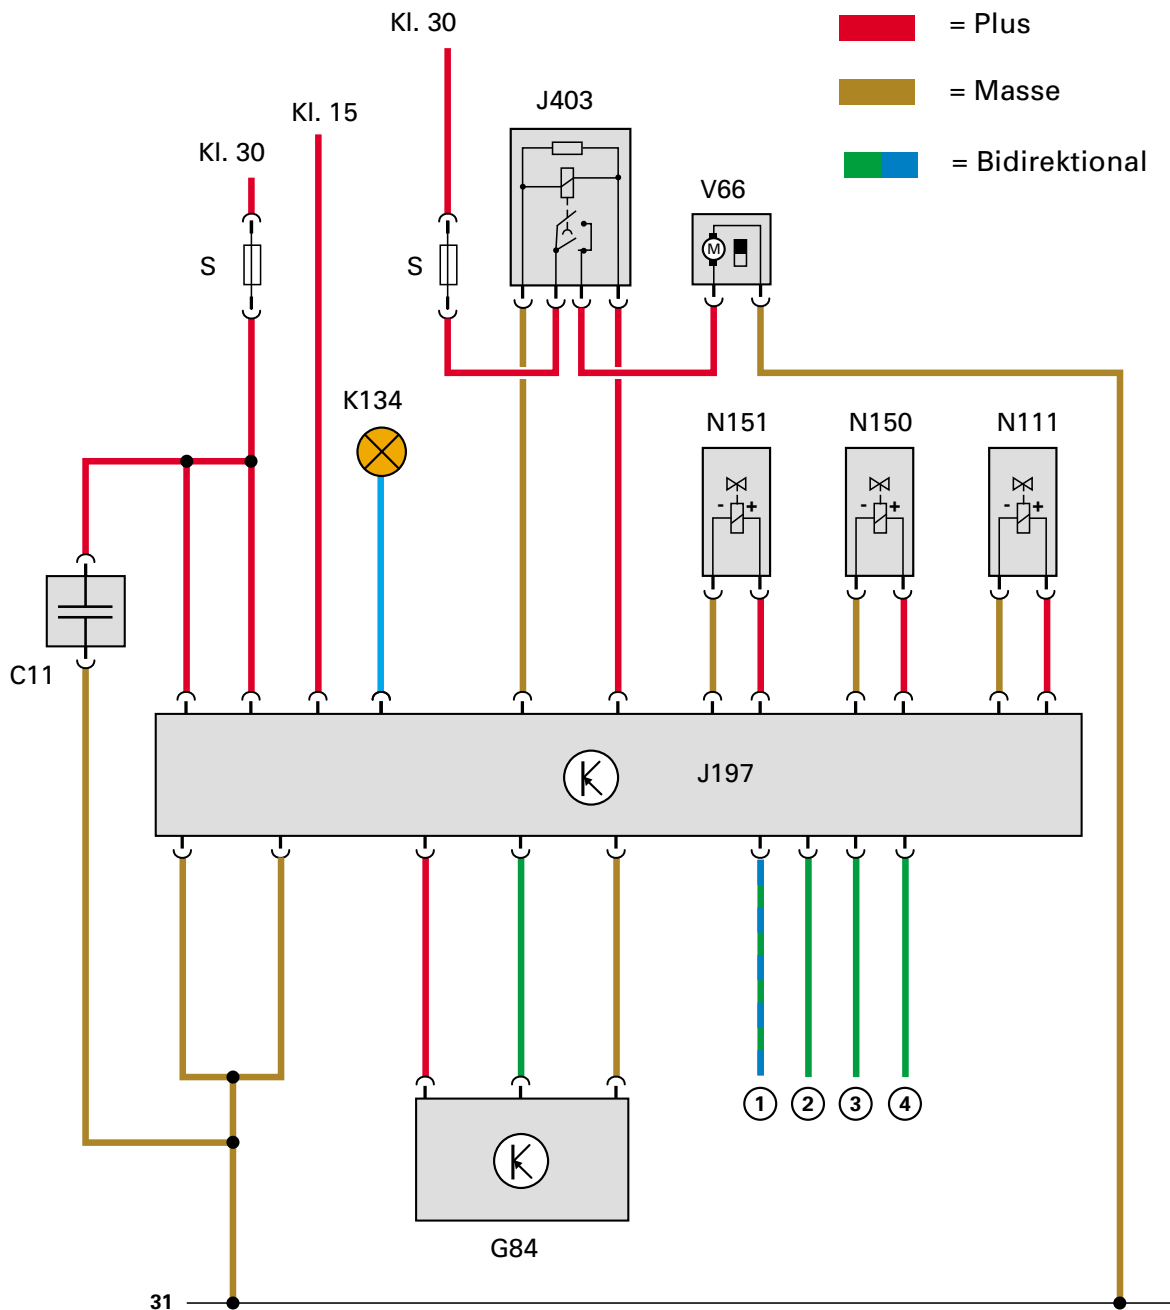 Kl. 30
= Plus
= Masse
= Bidirektional
J403
Kl. 15
Kl. 30
V66
M
S
S
K134
N151
N150
N111
- +
- +
- +
C11
J197
1
2
3
4
G84
31